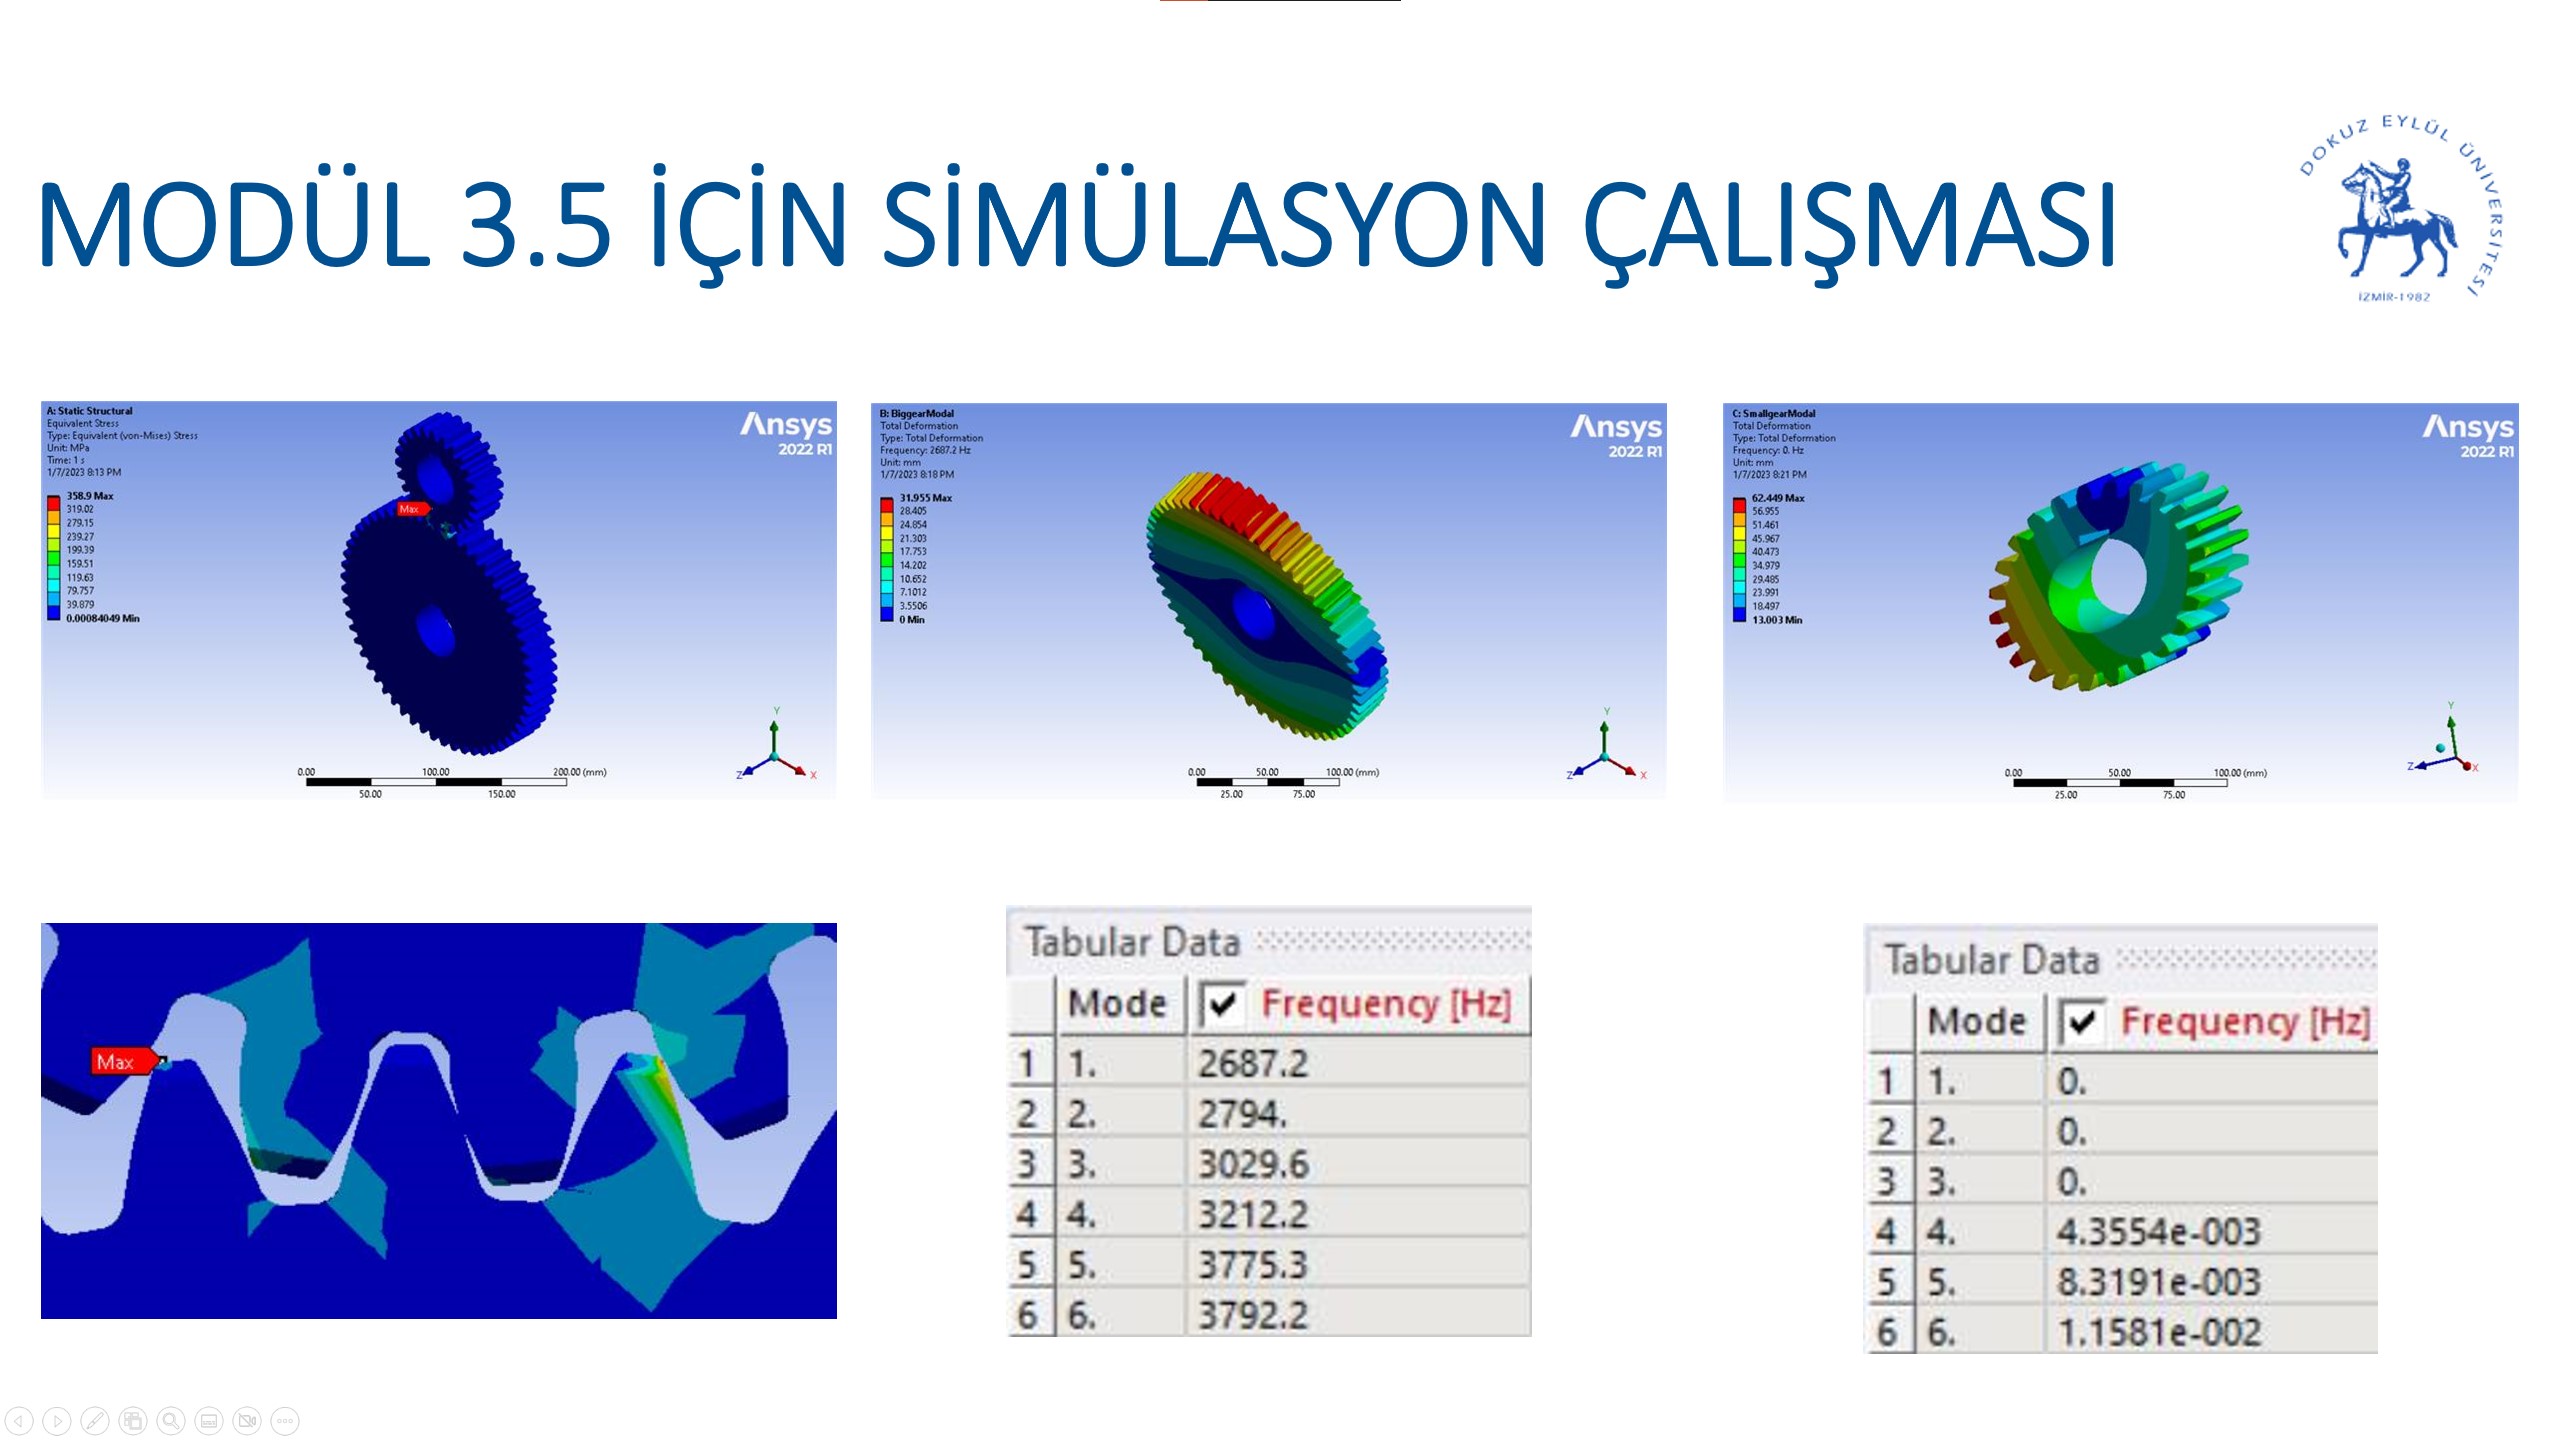 MODÜL 3.5 İÇİN SİMÜLASYON ÇALIŞMASI
DOKUZ EYLÜL ÜNİVERSİTESİ
İZMİR-1982
A: Static Structural
Equivalent Stress
Type: Equivalent (von-Mises) Stress
Unit: MPa
Time: 1 s
1/7/2023 8:13 PM
358.9 Max
319.02
279.15
239.27
199.39
159.51
119.63
79.757
39.879
0.00084049 Min
Max
Ansys
2022 R1
Y
Z
X
0.00
100.00
200.00 (mm)
50.00
150.00
B: BiggearModal
Total Deformation
Type: Total Deformation
Frequency: 2687.2 Hz
Unit: mm
1/7/2023 8:18 PM
31.955 Max
28.405
24.854
21.303
17.753
14.202
10.652
7.1012
3.5506
0 Min
Ansys
2022 R1
Y
Z
X
0.00
50.00
100.00 (mm)
25.00
75.00
C: SmallgearModal
Total Deformation
Type: Total Deformation
Frequency: 0. Hz
Unit: mm
1/7/2023 8:21 PM
62.449 Max
56.955
51.461
45.967
40.473
34.979
29.485
23.991
18.497
13.003 Min
Ansys
2022 R1
Y
Z
X
0.00
50.00
100.00 (mm)
25.00
75.00
Max
Tabular Data
Mode Frequency [Hz]
1 1. 2687.2
2 2. 2794.
3 3. 3029.6
4 4. 3212.2
5 5. 3775.3
6 6. 3792.2
Tabular Data
Mode Frequency [Hz]
1 1. 0.
2 2. 0.
3 3. 0.
4 4. 4.3554e-003
5 5. 8.3191e-003
6 6. 1.1581e-002